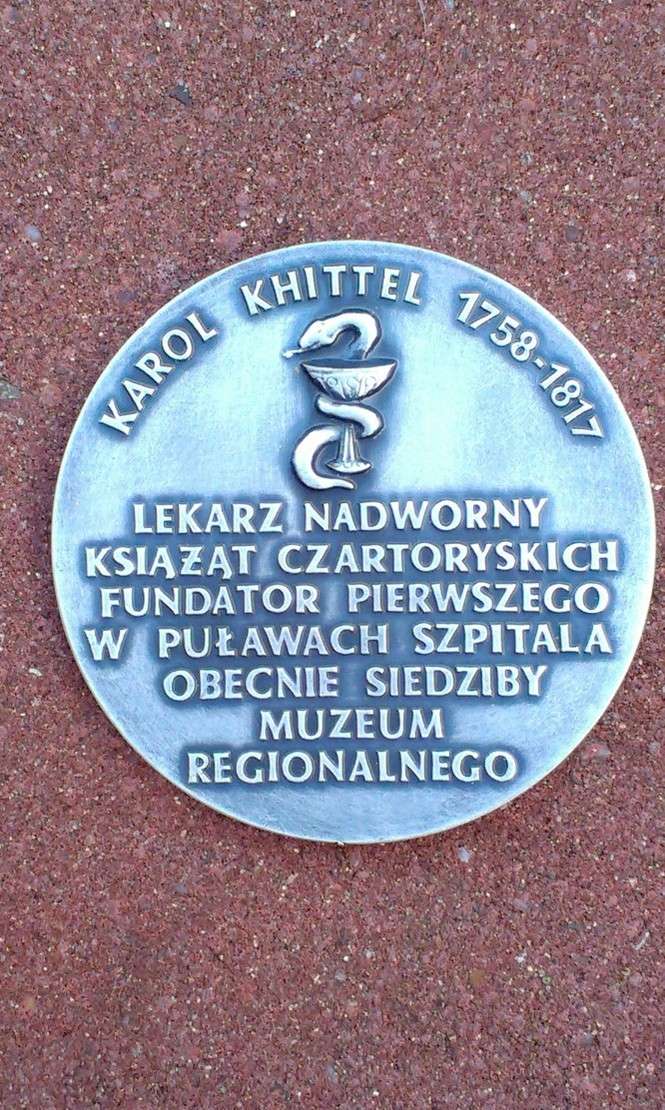 KAROL KHITTEL 1758-1817
LEKARZ NADWORNY
KSIĄŻĄT CZARTORYSKICH
FUNDATOR PIERWSZEGO
W PUŁAWACH SZPITALA
OBECNIE SIEDZIBY
MUZEUM
REGIONALNEGO